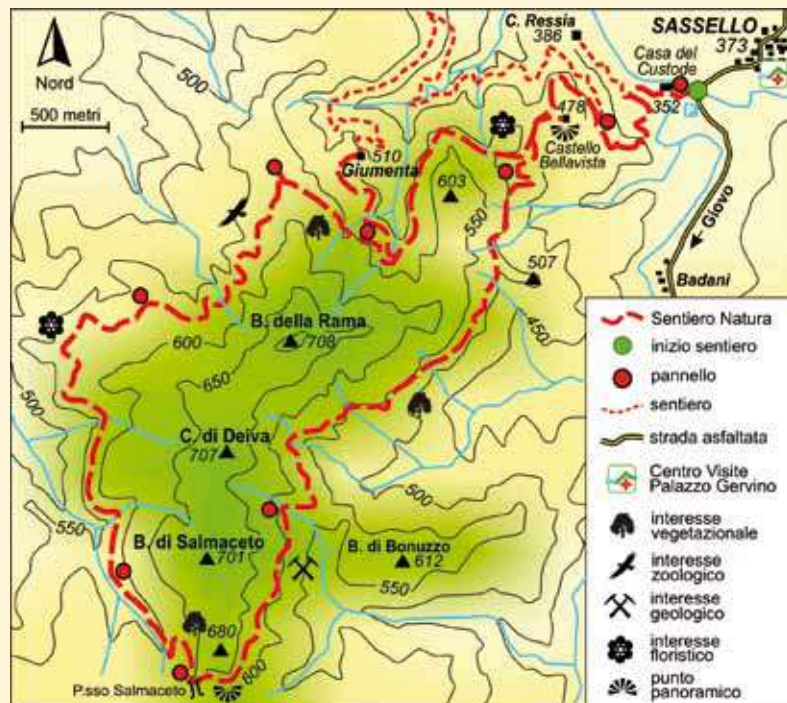 Nord
500 metri
C. Ressia
386
SASSELLO
373
Casa del
Custode
352
500
478
Castello
Bellavista
510
Giumenta
603
550
Giovo
507
Badani
450
B. della Rama
708
600
650
500
C. di Deiva
707
500
550
B. di Salmaceto
701
B. di Bonuzzo
612
550
680
600
P.sso Salmaceto
Sentiero Natura
inizio sentiero
pannello
sentiero
strada asfaltata
Centro Visite
Palazzo Gervino
interesse
vegetazionale
interesse
zoologico
interesse
geologico
interesse
floristico
punto
panoramico